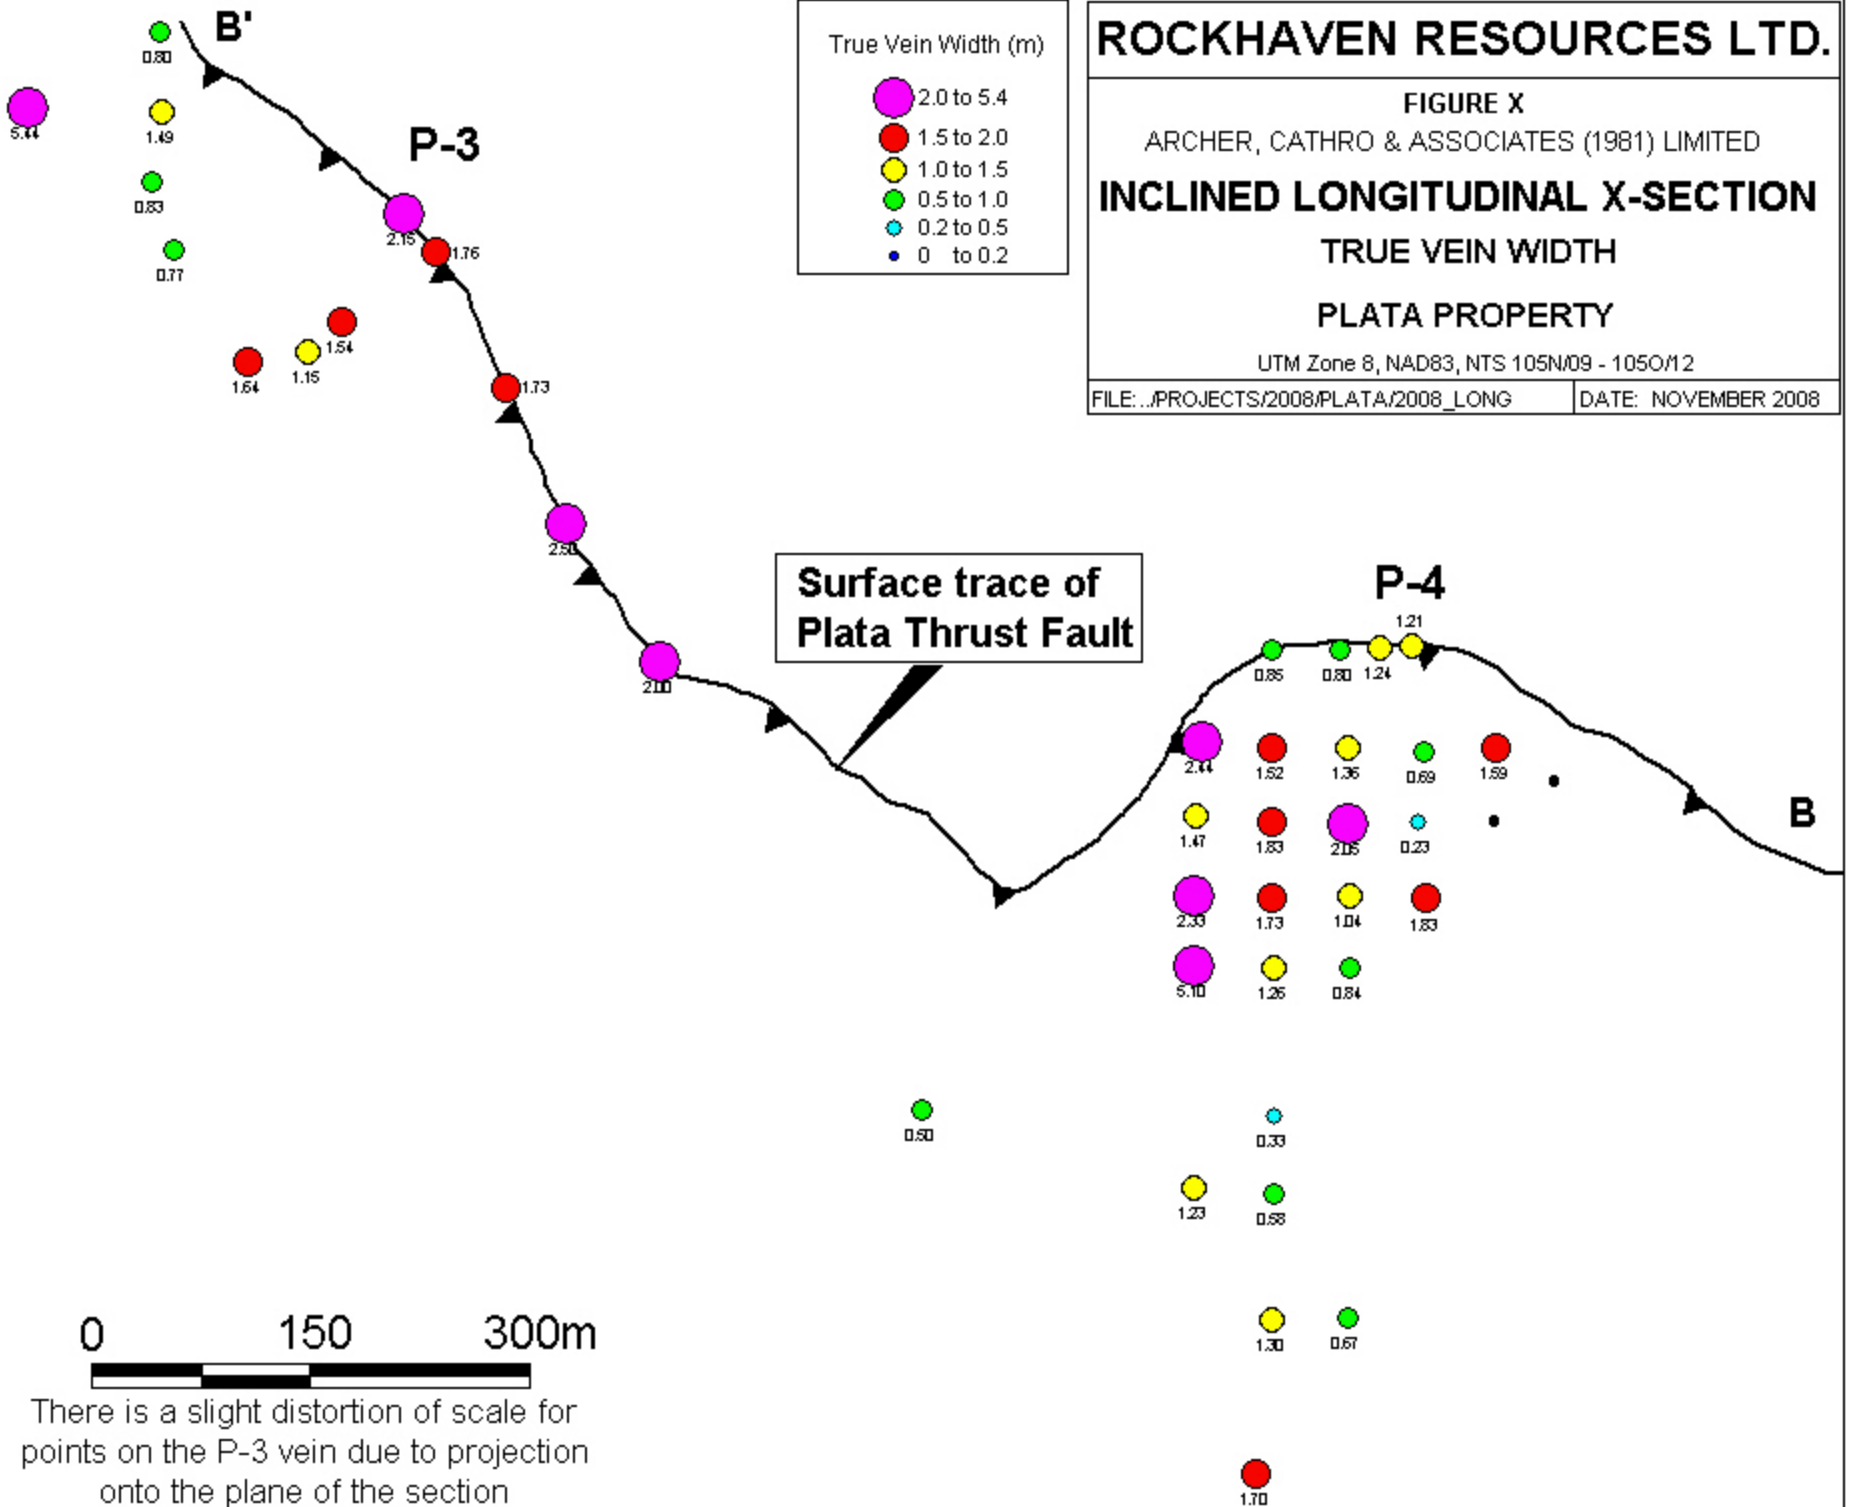 B'
0.80
5.44
1.49
0.83
0.77
P-3
2.15
1.76
1.54
1.15
1.64
1.73
2.50
2.00
True Vein Width (m)
2.0 to 5.4
1.5 to 2.0
1.0 to 1.5
0.5 to 1.0
0.2 to 0.5
0 to 0.2
ROCKHAVEN RESOURCES LTD.
FIGURE X
ARCHER, CATHRO & ASSOCIATES (1981) LIMITED
INCLINED LONGITUDINAL X-SECTION
TRUE VEIN WIDTH
PLATA PROPERTY
UTM Zone 8, NAD83, NTS 105N/09 - 105O/12
FILE: ../PROJECTS/2008/PLATA/2008_LONG
DATE: NOVEMBER 2008
Surface trace of
Plata Thrust Fault
P-4
1.21
0.85 0.80 1.24
2.44 1.52 1.36 0.69 1.59
B
1.47 1.83 2.05 0.23
2.33 1.73 1.04 1.83
5.10 1.26 0.84
0.50
0.33
1.23 0.58
1.30 0.67
1.70
0 150 300m
There is a slight distortion of scale for
points on the P-3 vein due to projection
onto the plane of the section